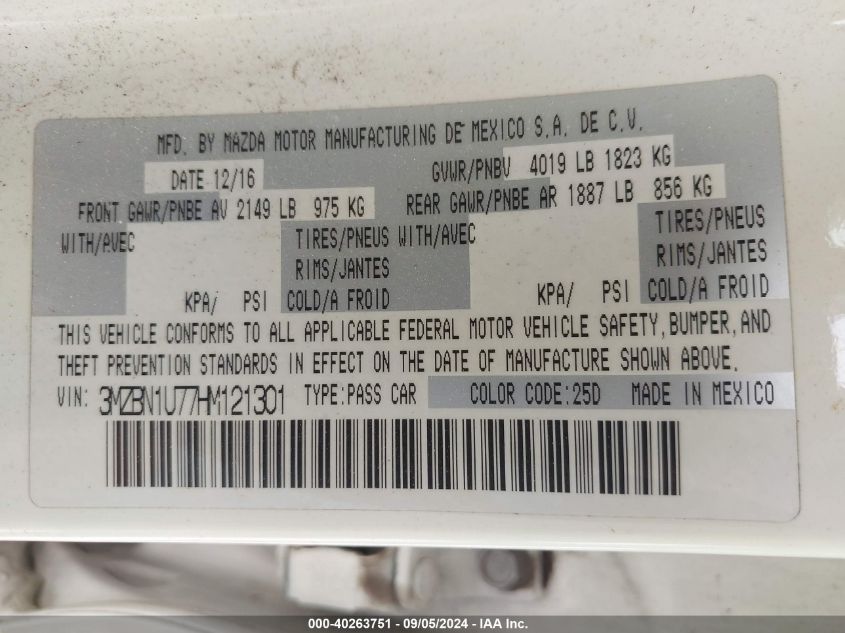 MFD. BY MAZDA MOTOR MANUFACTURING DE MEXICO S.A. DE C.V.
DATE 12/16 GVWR/PNBV 4019 LB 1823 KG
FRONT GAWR/PNBE AV 2149 LB 975 KG REAR GAWR/PNBE AR 1887 LB 856 KG
WITH/AVEC TIRES/PNEUS WITH/AVEC TIRES/PNEUS
RIMS/JANTES RIMS/JANTES
KPA/ PSI COLD/A FROID KPA/ PSI COLD/A FROID
THIS VEHICLE CONFORMS TO ALL APPLICABLE FEDERAL MOTOR VEHICLE SAFETY, BUMPER, AND
THEFT PREVENTION STANDARDS IN EFFECT ON THE DATE OF MANUFACTURE SHOWN ABOVE.
VIN: 3MZBN1U77HM121301 TYPE:PASS CAR COLOR CODE:25D MADE IN MEXICO
000-40263751 - 09/05/2024 - IAA Inc.